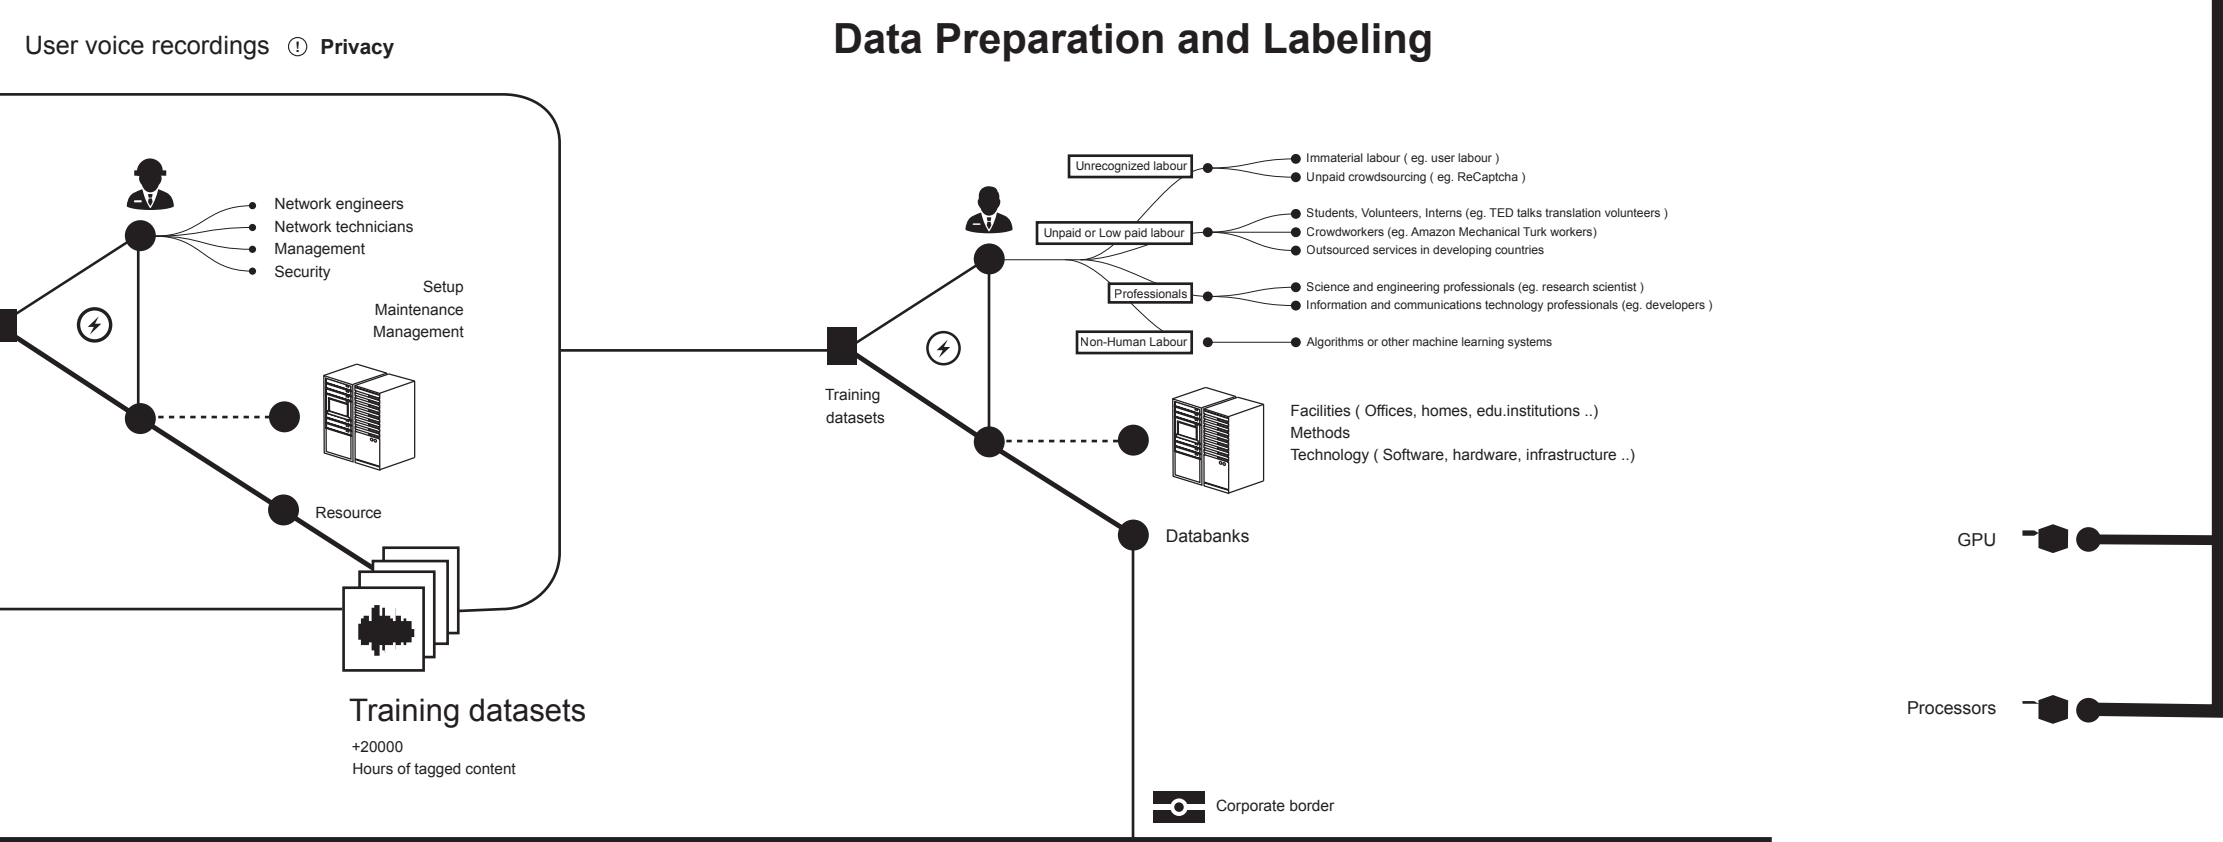 User voice recordings ! Privacy
Data Preparation and Labeling
Network engineers
Network technicians
Management
Security
Setup
Maintenance
Management
Resource
Training datasets
+20000
Hours of tagged content
Training
datasets
Unrecognized labour
Immaterial labour ( eg. user labour )
Unpaid crowdsourcing ( eg. ReCaptcha )
Unpaid or Low paid labour
Students, Volunteers, Interns (eg. TED talks translation volunteers )
Crowdworkers (eg. Amazon Mechanical Turk workers)
Outsourced services in developing countries
Professionals
Science and engineering professionals (eg. research scientist )
Information and communications technology professionals (eg. developers )
Non-Human Labour
Algorithms or other machine learning systems
Facilities ( Offices, homes, edu.institutions ..)
Methods
Technology ( Software, hardware, infrastructure ..)
Databanks
Corporate border
GPU
Processors